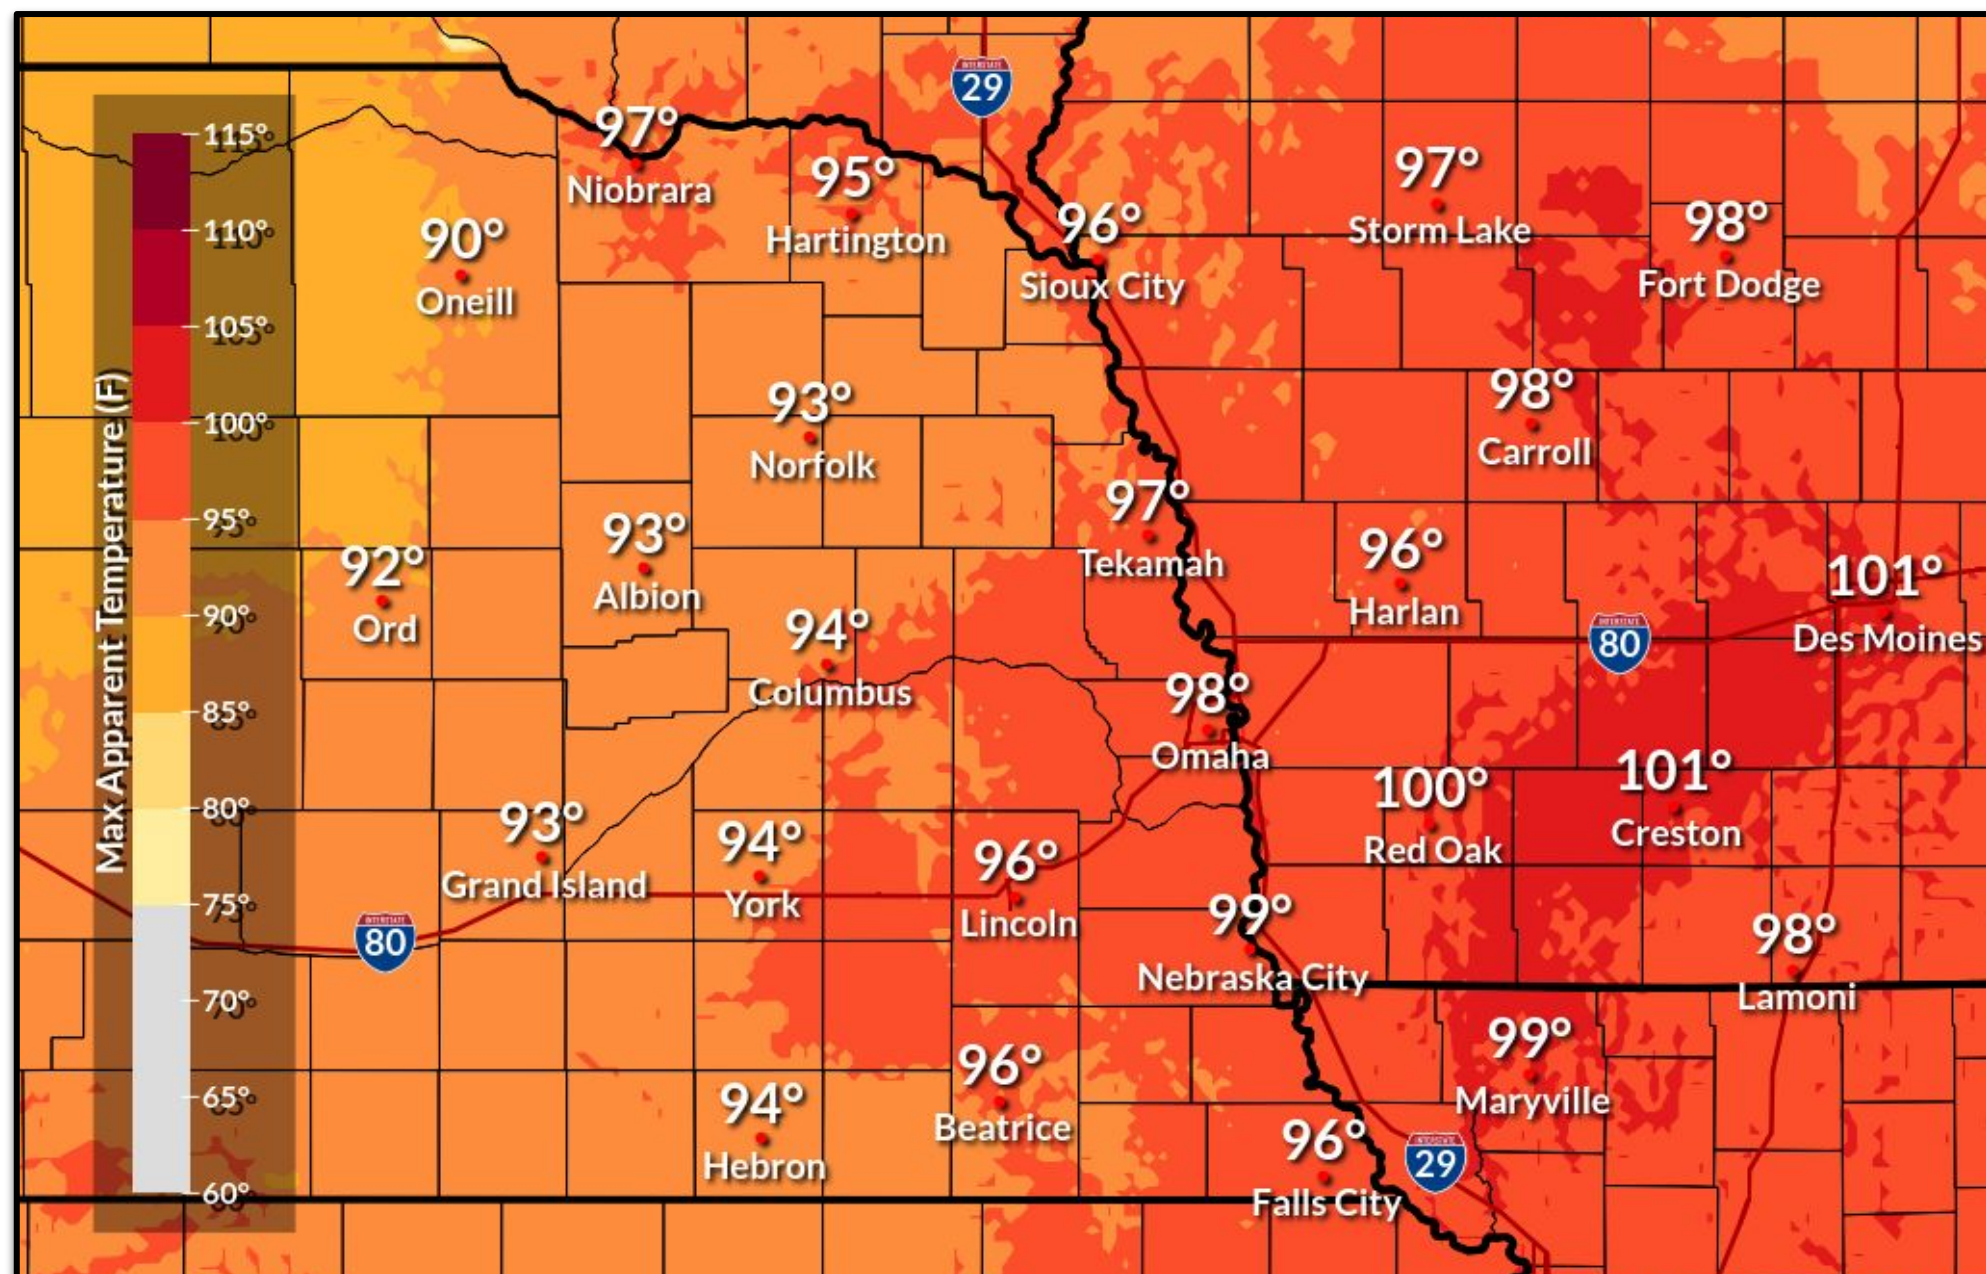 Max Apparent Temperature (F)
115°
110°
105°
100°
95°
90°
85°
80°
75°
70°
65°
60°
INTERSTATE
29
97°
Niobrara
95°
Hartington
96°
Sioux City
97°
Storm Lake
98°
Fort Dodge
90°
Oneill
93°
Norfolk
98°
Carroll
97°
Tekamah
92°
Ord
93°
Albion
96°
Harlan
101°
Des Moines
INTERSTATE
80
94°
Columbus
98°
Omaha
100°
Red Oak
101°
Creston
93°
Grand Island
94°
York
96°
Lincoln
99°
Nebraska City
98°
Lamoni
INTERSTATE
80
96°
Beatrice
99°
Maryville
94°
Hebron
96°
Falls City
INTERSTATE
29